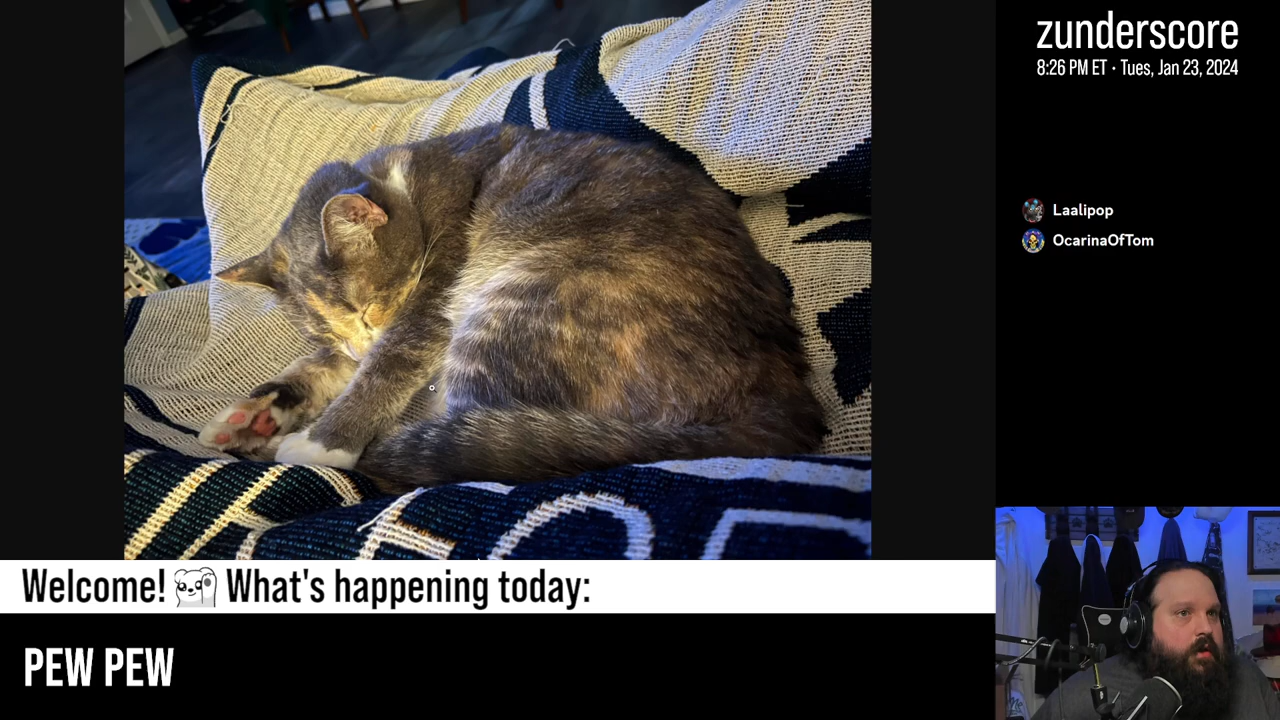 zunderscore
8:26 PM ET · Tues, Jan 23, 2024
Laalipop
OcarinaOfTom
Welcome! What's happening today:
PEW PEW